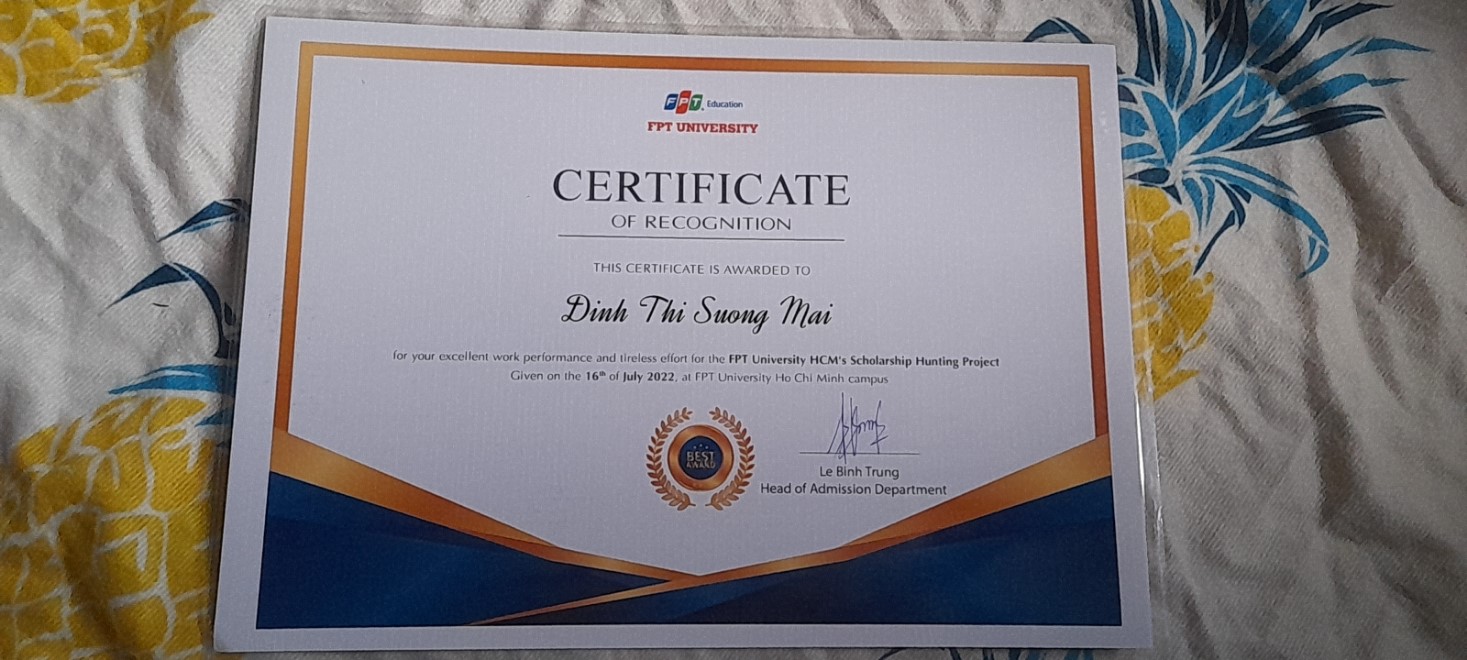 FPT Education
FPT UNIVERSITY
CERTIFICATE
OF RECOGNITION
THIS CERTIFICATE IS AWARDED TO
Đinh Thi Suong Mai
for your excellent work performance and tireless effort for the FPT University HCM's Scholarship Hunting Project
Given on the 16th of July 2022, at FPT University Ho Chi Minh campus
BEST
AWARD
Le Binh Trung
Head of Admission Department